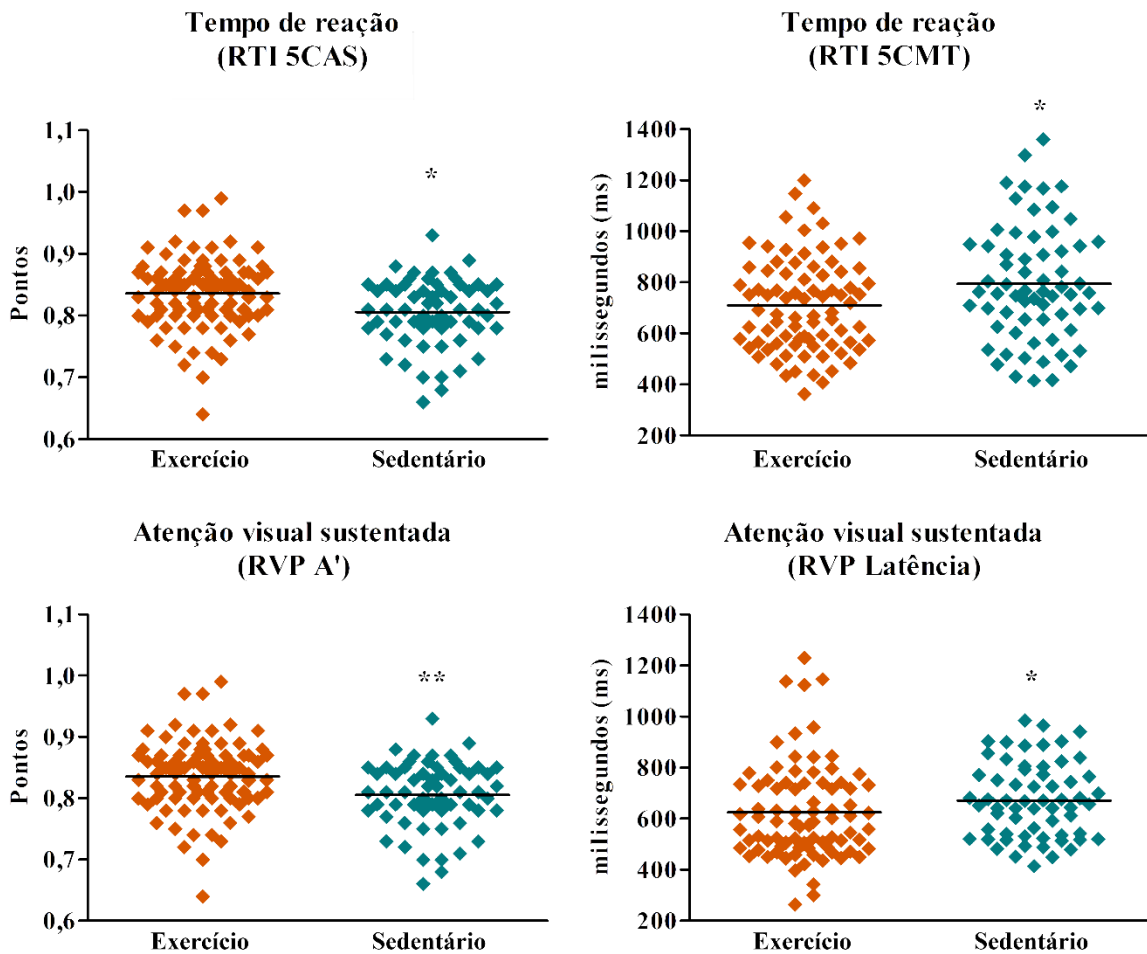 Tempo de reação
(RTI 5CAS)
Pontos
1,1
1,0
0,9
0,8
0,7
0,6
*
Exercício
Sedentário
Tempo de reação
(RTI 5CMT)
milissegundos (ms)
1400
1200
1000
800
600
400
200
*
Exercício
Sedentário
Atenção visual sustentada
(RVP A')
Pontos
1,1
1,0
0,9
0,8
0,7
0,6
**
Exercício
Sedentário
Atenção visual sustentada
(RVP Latência)
milissegundos (ms)
1400
1200
1000
800
600
400
200
*
Exercício
Sedentário